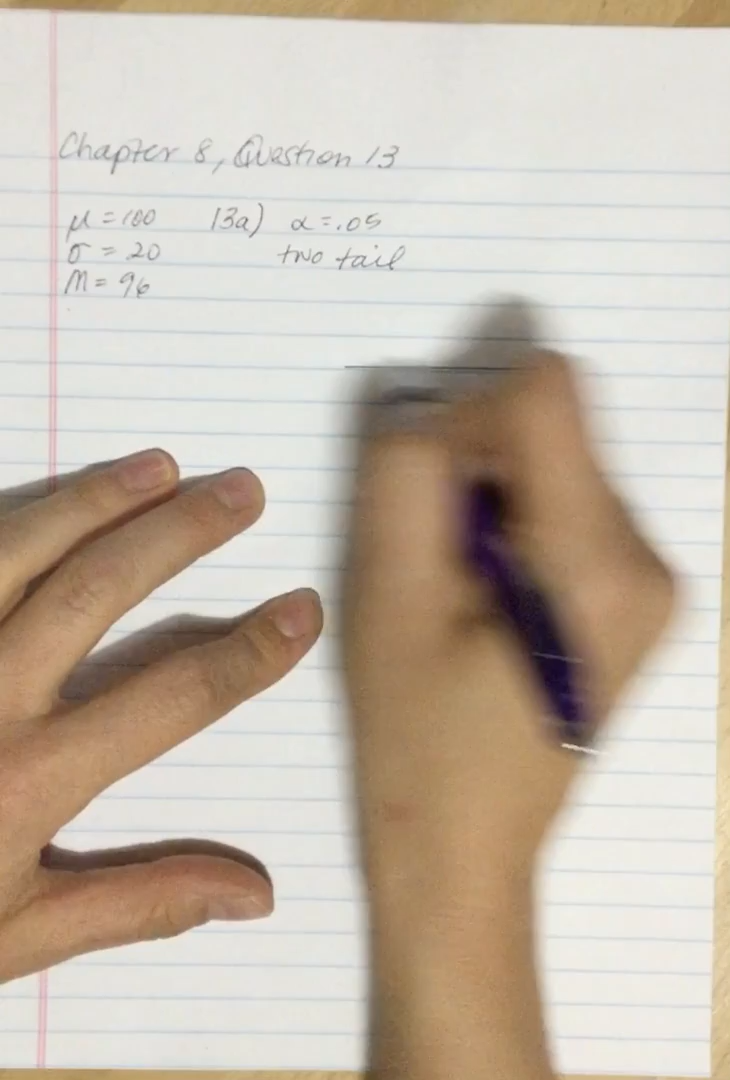 Chapter 8, Question 13
μ = 100 13a) α = .05
σ = 20 two tail
M = 96